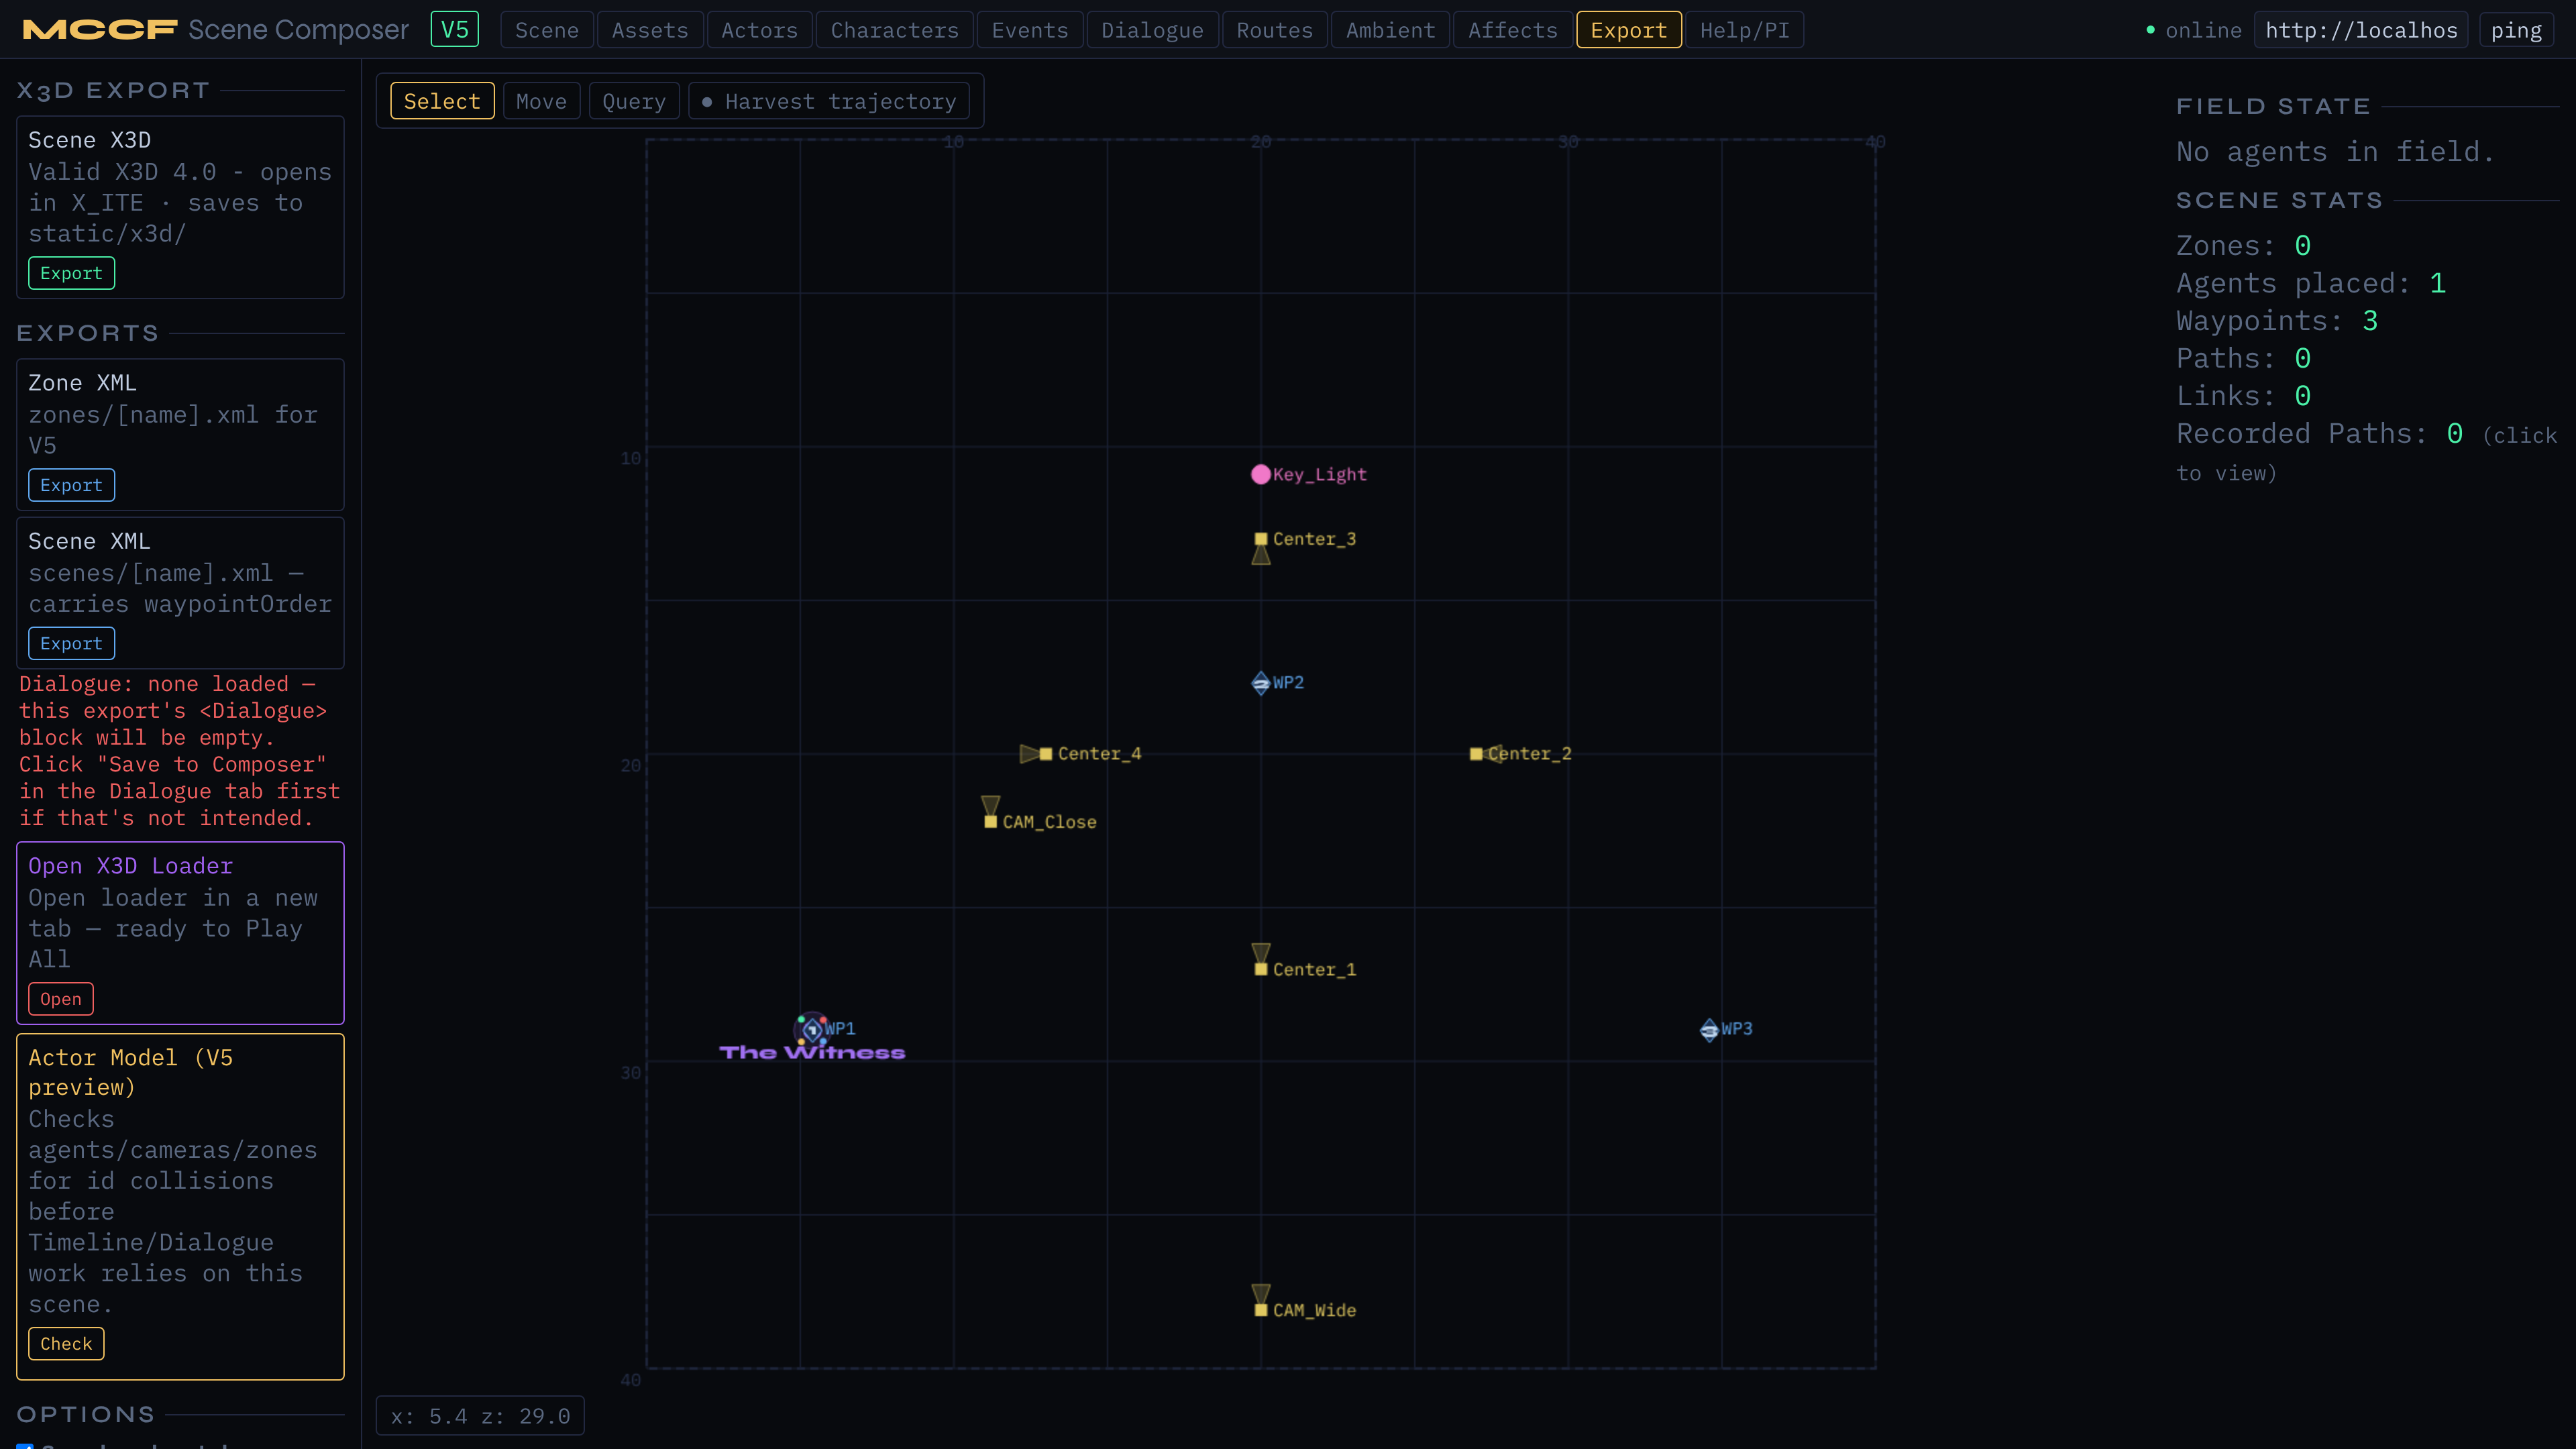 MCCF Scene Composer V5 Scene Assets Actors Characters Events Dialogue Routes Ambient Affects Export Help/PI online http://localhos ping
X3D EXPORT
Scene X3D
Valid X3D 4.0 - opens
in X_ITE · saves to
static/x3d/
Export
EXPORTS
Zone XML
zones/[name].xml for
V5
Export
Scene XML
scenes/[name].xml —
carries waypointOrder
Export
Dialogue: none loaded —
this export's <Dialogue>
block will be empty.
Click "Save to Composer"
in the Dialogue tab first
if that's not intended.
Open X3D Loader
Open loader in a new
tab — ready to Play
All
Open
Actor Model (V5
preview)
Checks
agents/cameras/zones
for id collisions
before
Timeline/Dialogue
work relies on this
scene.
Check
OPTIONS
Select Move Query Harvest trajectory
10 20 30 40
10
Key_Light
Center_3
2 WP2
20
Center_4
Center_2
CAM_Close
Center_1
1 WP1
The Witness
3 WP3
30
CAM_Wide
40
x: 5.4 z: 29.0
FIELD STATE
No agents in field.
SCENE STATS
Zones: 0
Agents placed: 1
Waypoints: 3
Paths: 0
Links: 0
Recorded Paths: 0 (click
to view)